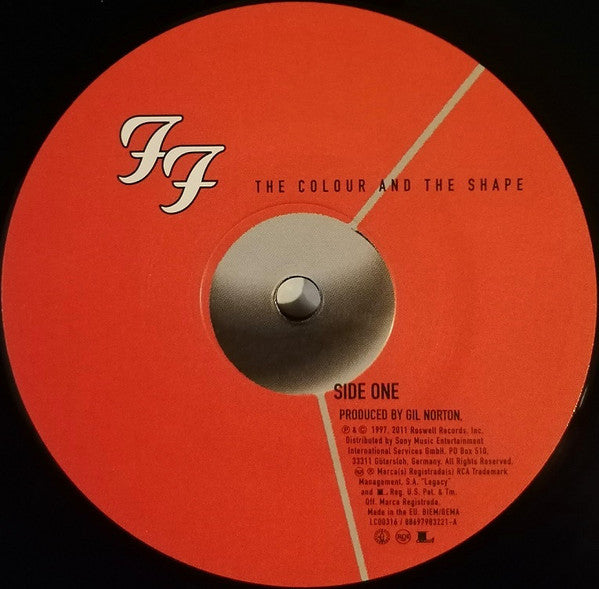 FF
THE COLOUR AND THE SHAPE
SIDE ONE
PRODUCED BY GIL NORTON.
℗ & © 1997, 2011 Roswell Records, Inc.
Distributed by Sony Music Entertainment
International Services GmbH, PO Box 510,
33311 Gütersloh, Germany. All Rights Reserved.
® Marca(s) Registrada(s) RCA Trademark
Management, S.A. "Legacy"
and L, Reg. U.S. Pat. & Tm.
Off. Marca Registrada.
Made in the EU. BIEM/GEMA
LC00316 / 88697983221-A